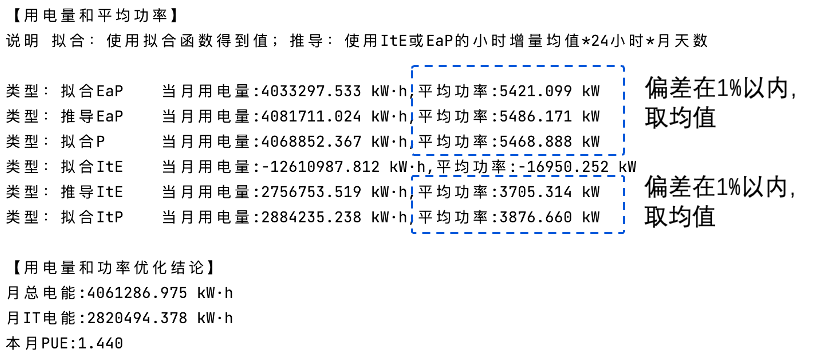 【用电量和平均功率】
说明 拟合：使用拟合函数得到值；推导：使用ItE或EaP的小时增量均值*24小时*月天数
类型：拟合EaP 当月用电量:4033297.533 kW·h,平均功率:5421.099 kW
类型：推导EaP 当月用电量:4081711.024 kW·h,平均功率:5486.171 kW
类型：拟合P 当月用电量:4068852.367 kW·h,平均功率:5468.888 kW
偏差在1%以内，
取均值
类型：拟合ItE 当月用电量:-12610987.812 kW·h,平均功率:-16950.252 kW
类型：推导ItE 当月用电量:2756753.519 kW·h,平均功率:3705.314 kW
类型：拟合ItP 当月用电量:2884235.238 kW·h,平均功率:3876.660 kW
偏差在1%以内，
取均值
【用电量和功率优化结论】
月总电能:4061286.975 kW·h
月IT电能:2820494.378 kW·h
本月PUE:1.440